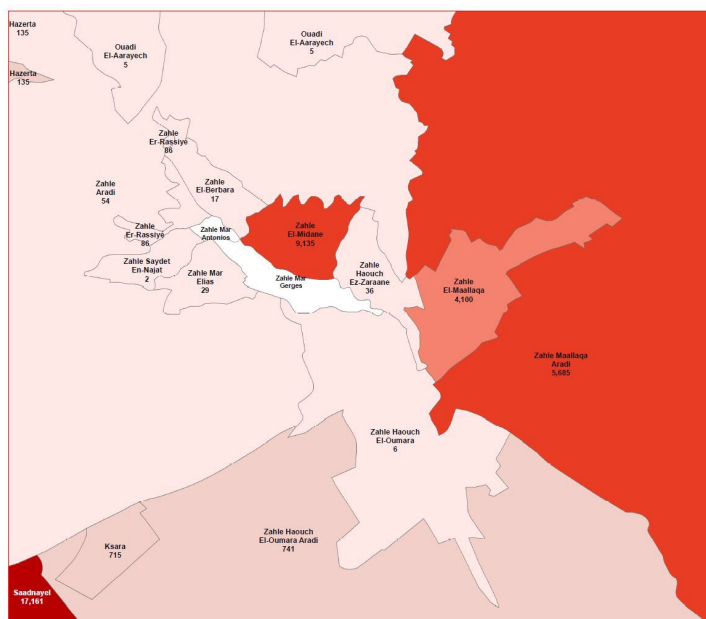 Hazerta
135
Ouadi
El-Aarayech
5
Ouadi
El-Aarayech
5
Hazerta
135
Zahle
Er-Rassiye
86
Zahle
Aradi
54
Zahle
El-Berbara
17
Zahle
Er-Rassiye
86
Zahle Mar
Antonios
Zahle
El-Midane
9,135
Zahle Saydet
En-Najat
2
Zahle Mar
Elias
29
Zahle Mar
Gerges
Zahle
Haouch
Ez-Zaraane
36
Zahle
El-Maallaqa
4,100
Zahle Maallaqa
Aradi
5,685
Zahle Haouch
El-Oumara
6
Ksara
715
Zahle Haouch
El-Oumara Aradi
741
Saadnayel
17,161